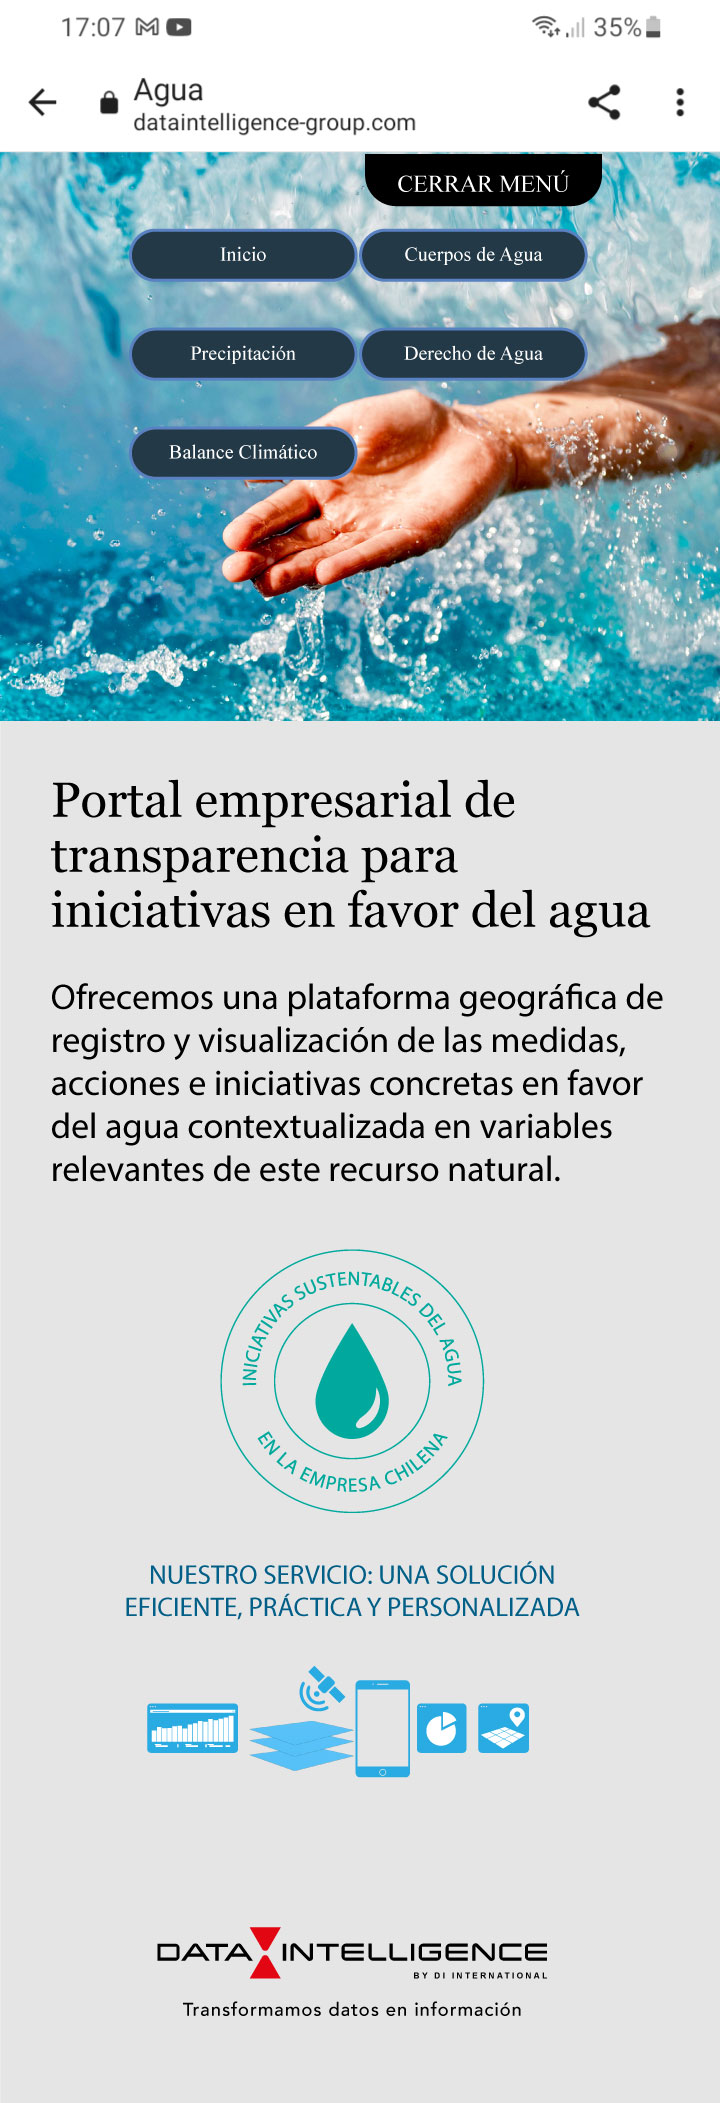 17:07
35%
Agua
dataintelligence-group.com
CERRAR MENÚ
Inicio
Cuerpos de Agua
Precipitación
Derecho de Agua
Balance Climático
Portal empresarial de
transparencia para
iniciativas en favor del agua
Ofrecemos una plataforma geográfica de
registro y visualización de las medidas,
acciones e iniciativas concretas en favor
del agua contextualizada en variables
relevantes de este recurso natural.
INICIATIVAS SUSTENTABLES DEL AGUA
EN LA EMPRESA CHILENA
NUESTRO SERVICIO: UNA SOLUCIÓN
EFICIENTE, PRÁCTICA Y PERSONALIZADA
DATA INTELLIGENCE
BY DI INTERNATIONAL
Transformamos datos en información